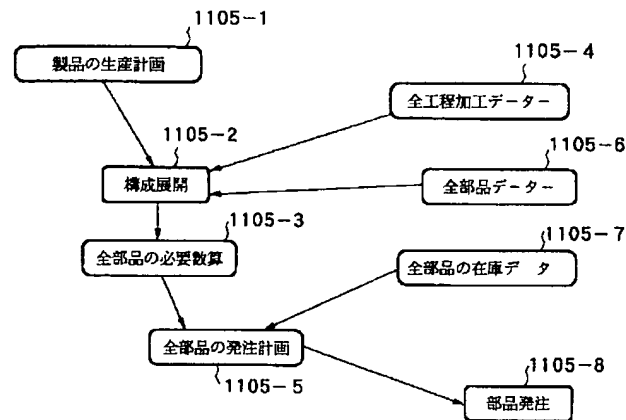 1105-1
製品の生産計画
1105-4
全工程加工データー
1105-2
構成展開
1105-6
全部品データー
1105-3
全部品の必要数算
1105-7
全部品の在庫デ タ
全部品の発注計画
1105-5
1105-8
部品発注